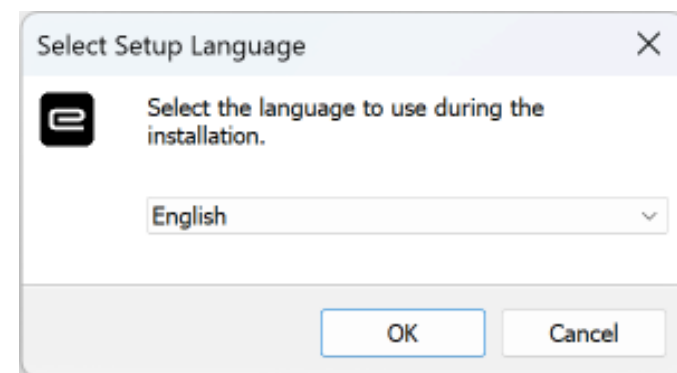 Select Setup Language
Select the language to use during the
installation.
English
OK
Cancel